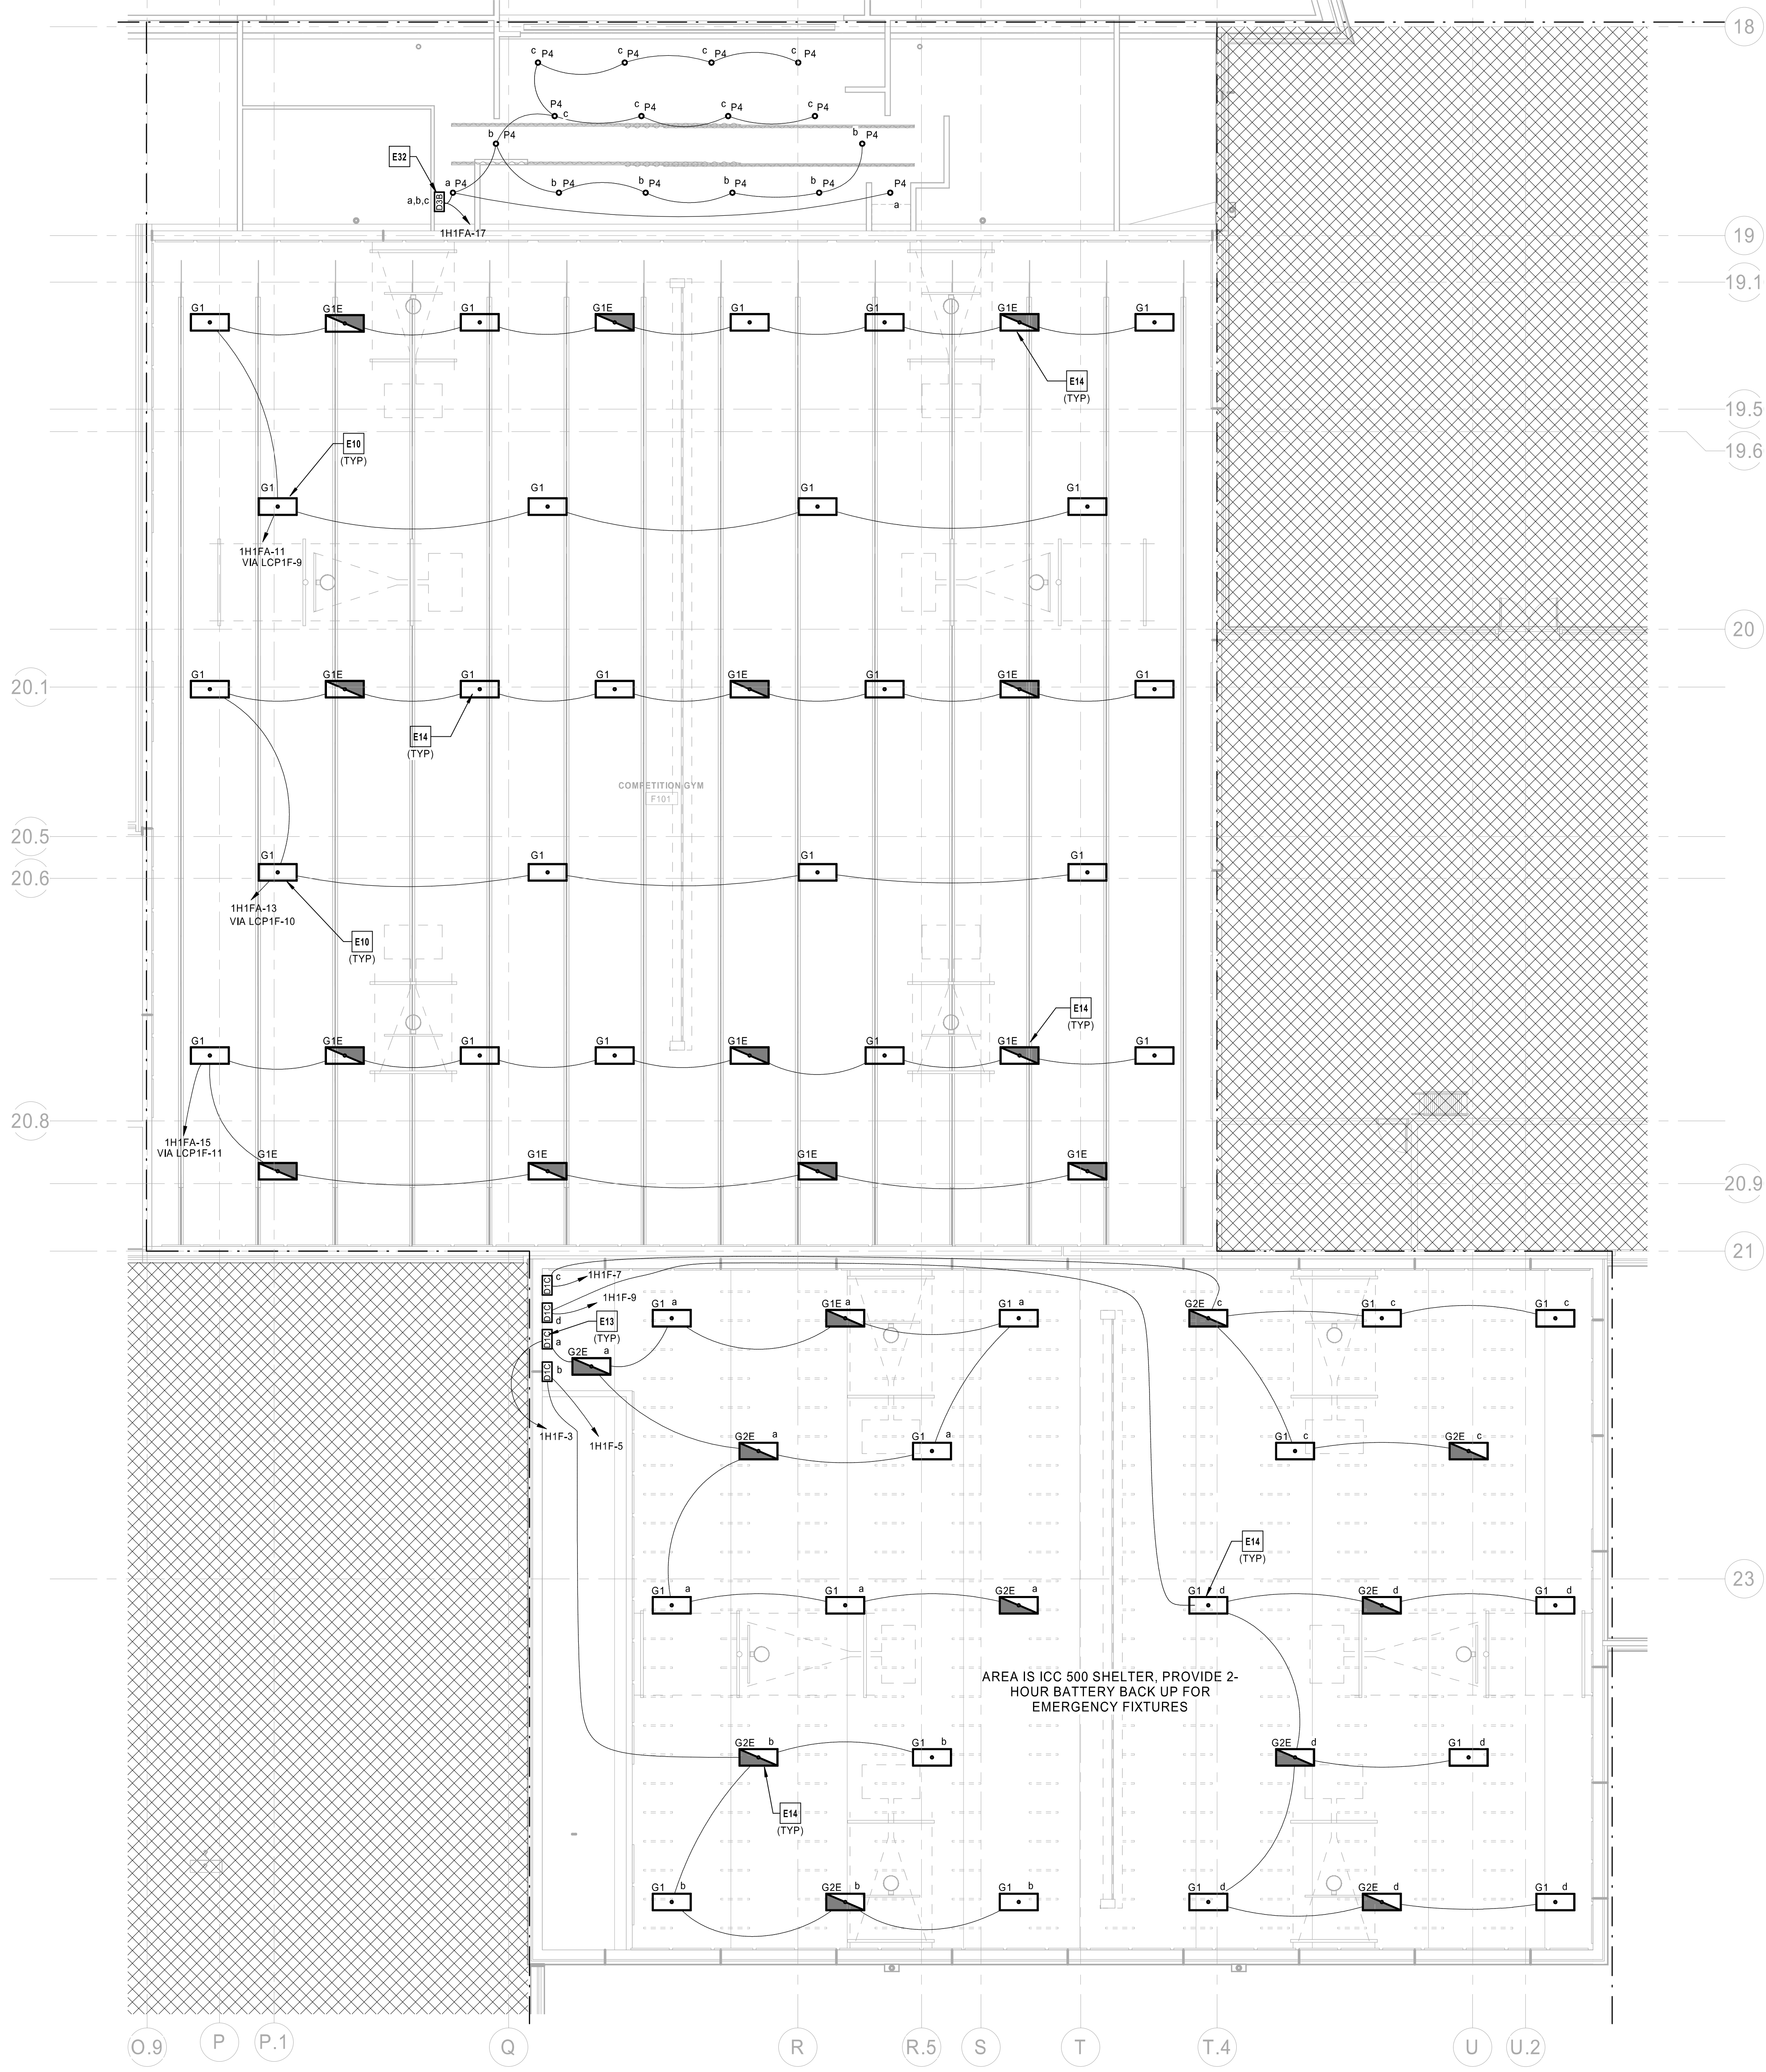 18
c P4
c P4
c P4
c P4
P4
c
c P4
c P4
c P4
b P4
b P4
E32
a P4
b P4
b P4
b P4
b P4
P4
a
a,b,c
D3B
1H1FA-17
19
19.1
G1
G1E
G1
G1E
G1
G1
G1E
G1
E14
(TYP)
19.5
E10
(TYP)
19.6
G1
G1
G1
G1
1H1FA-11
VIA LCP1F-9
20
20.1
G1
G1E
G1
G1
G1E
G1
G1E
G1
E14
(TYP)
COMPETITION GYM
F101
20.5
G1
G1
G1
G1
20.6
1H1FA-13
VIA LCP1F-10
E10
(TYP)
E14
(TYP)
G1
G1E
G1
G1
G1E
G1
G1E
G1
20.8
1H1FA-15
VIA LCP1F-11
G1E
G1E
G1E
G1E
20.9
21
D1C
c
1H1F-7
D1C
d
1H1F-9
E13
(TYP)
D1C
a
D1C
b
G1 a
G1E a
G1 a
G2E c
G1 c
G1 c
G2E a
1H1F-3
1H1F-5
G2E a
G1 a
G1 c
G2E c
E14
(TYP)
23
G1 a
G1 a
G2E a
G1 d
G2E d
G1 d
AREA IS ICC 500 SHELTER, PROVIDE 2-
HOUR BATTERY BACK UP FOR
EMERGENCY FIXTURES
G2E b
G1 b
G2E d
G1 d
E14
(TYP)
G1 b
G2E b
G1 b
G1 d
G2E d
G1 d
O.9
P
P.1
Q
R
R.5
S
T
T.4
U
U.2